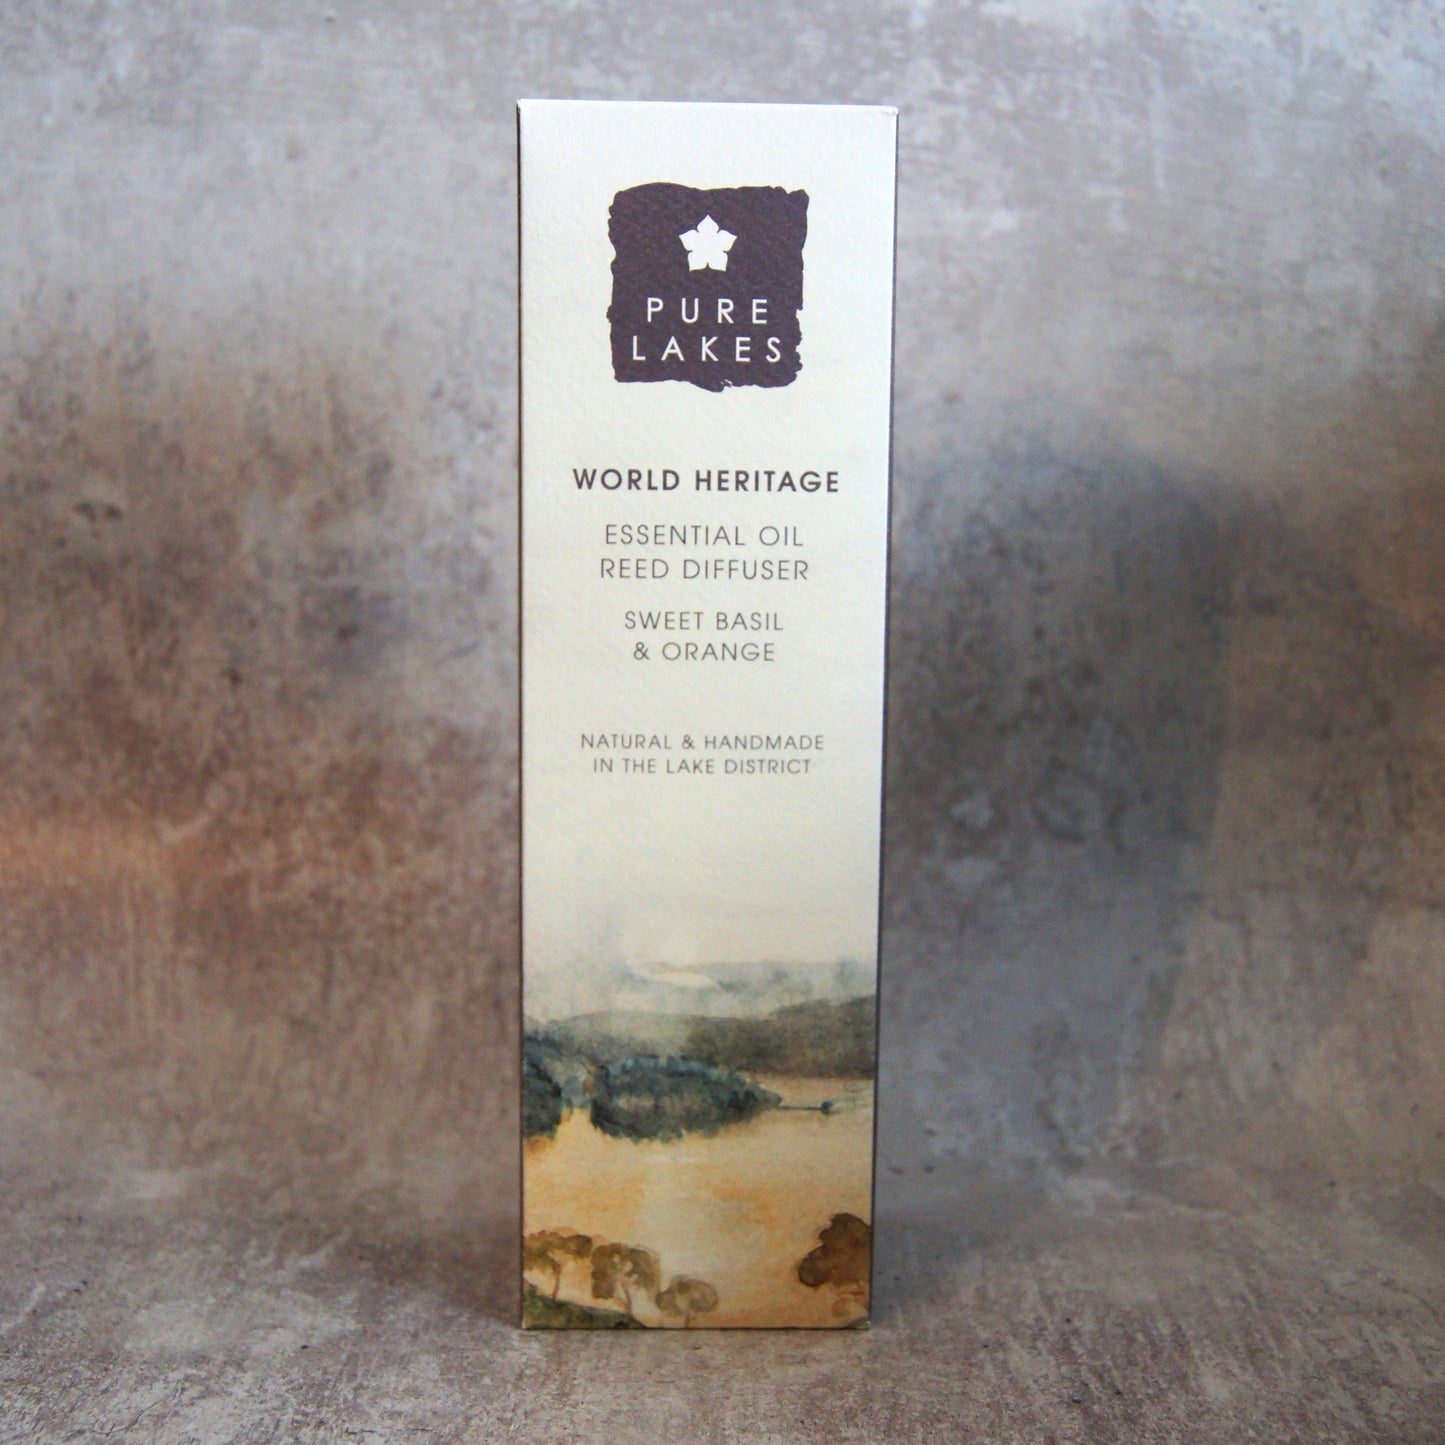 PURE
LAKES
WORLD HERITAGE
ESSENTIAL OIL
REED DIFFUSER
SWEET BASIL
& ORANGE
NATURAL & HANDMADE
IN THE LAKE DISTRICT